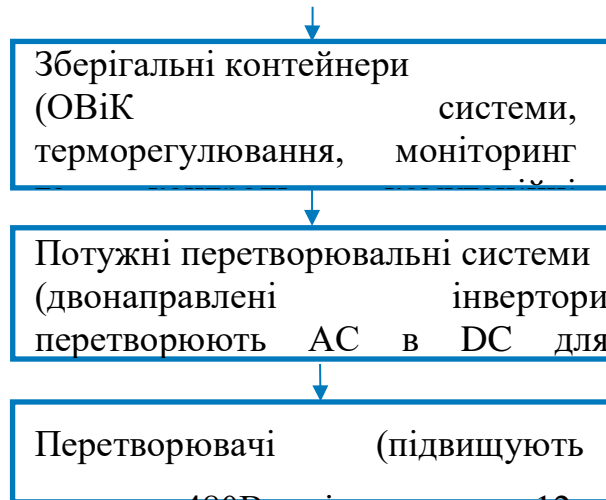 Зберігальні контейнери
(ОВіК системи,
терморегулювання, моніторинг
Потужні перетворювальні системи
(двонаправлені інвертори
перетворюють AC в DC для
Перетворювачі (підвищують